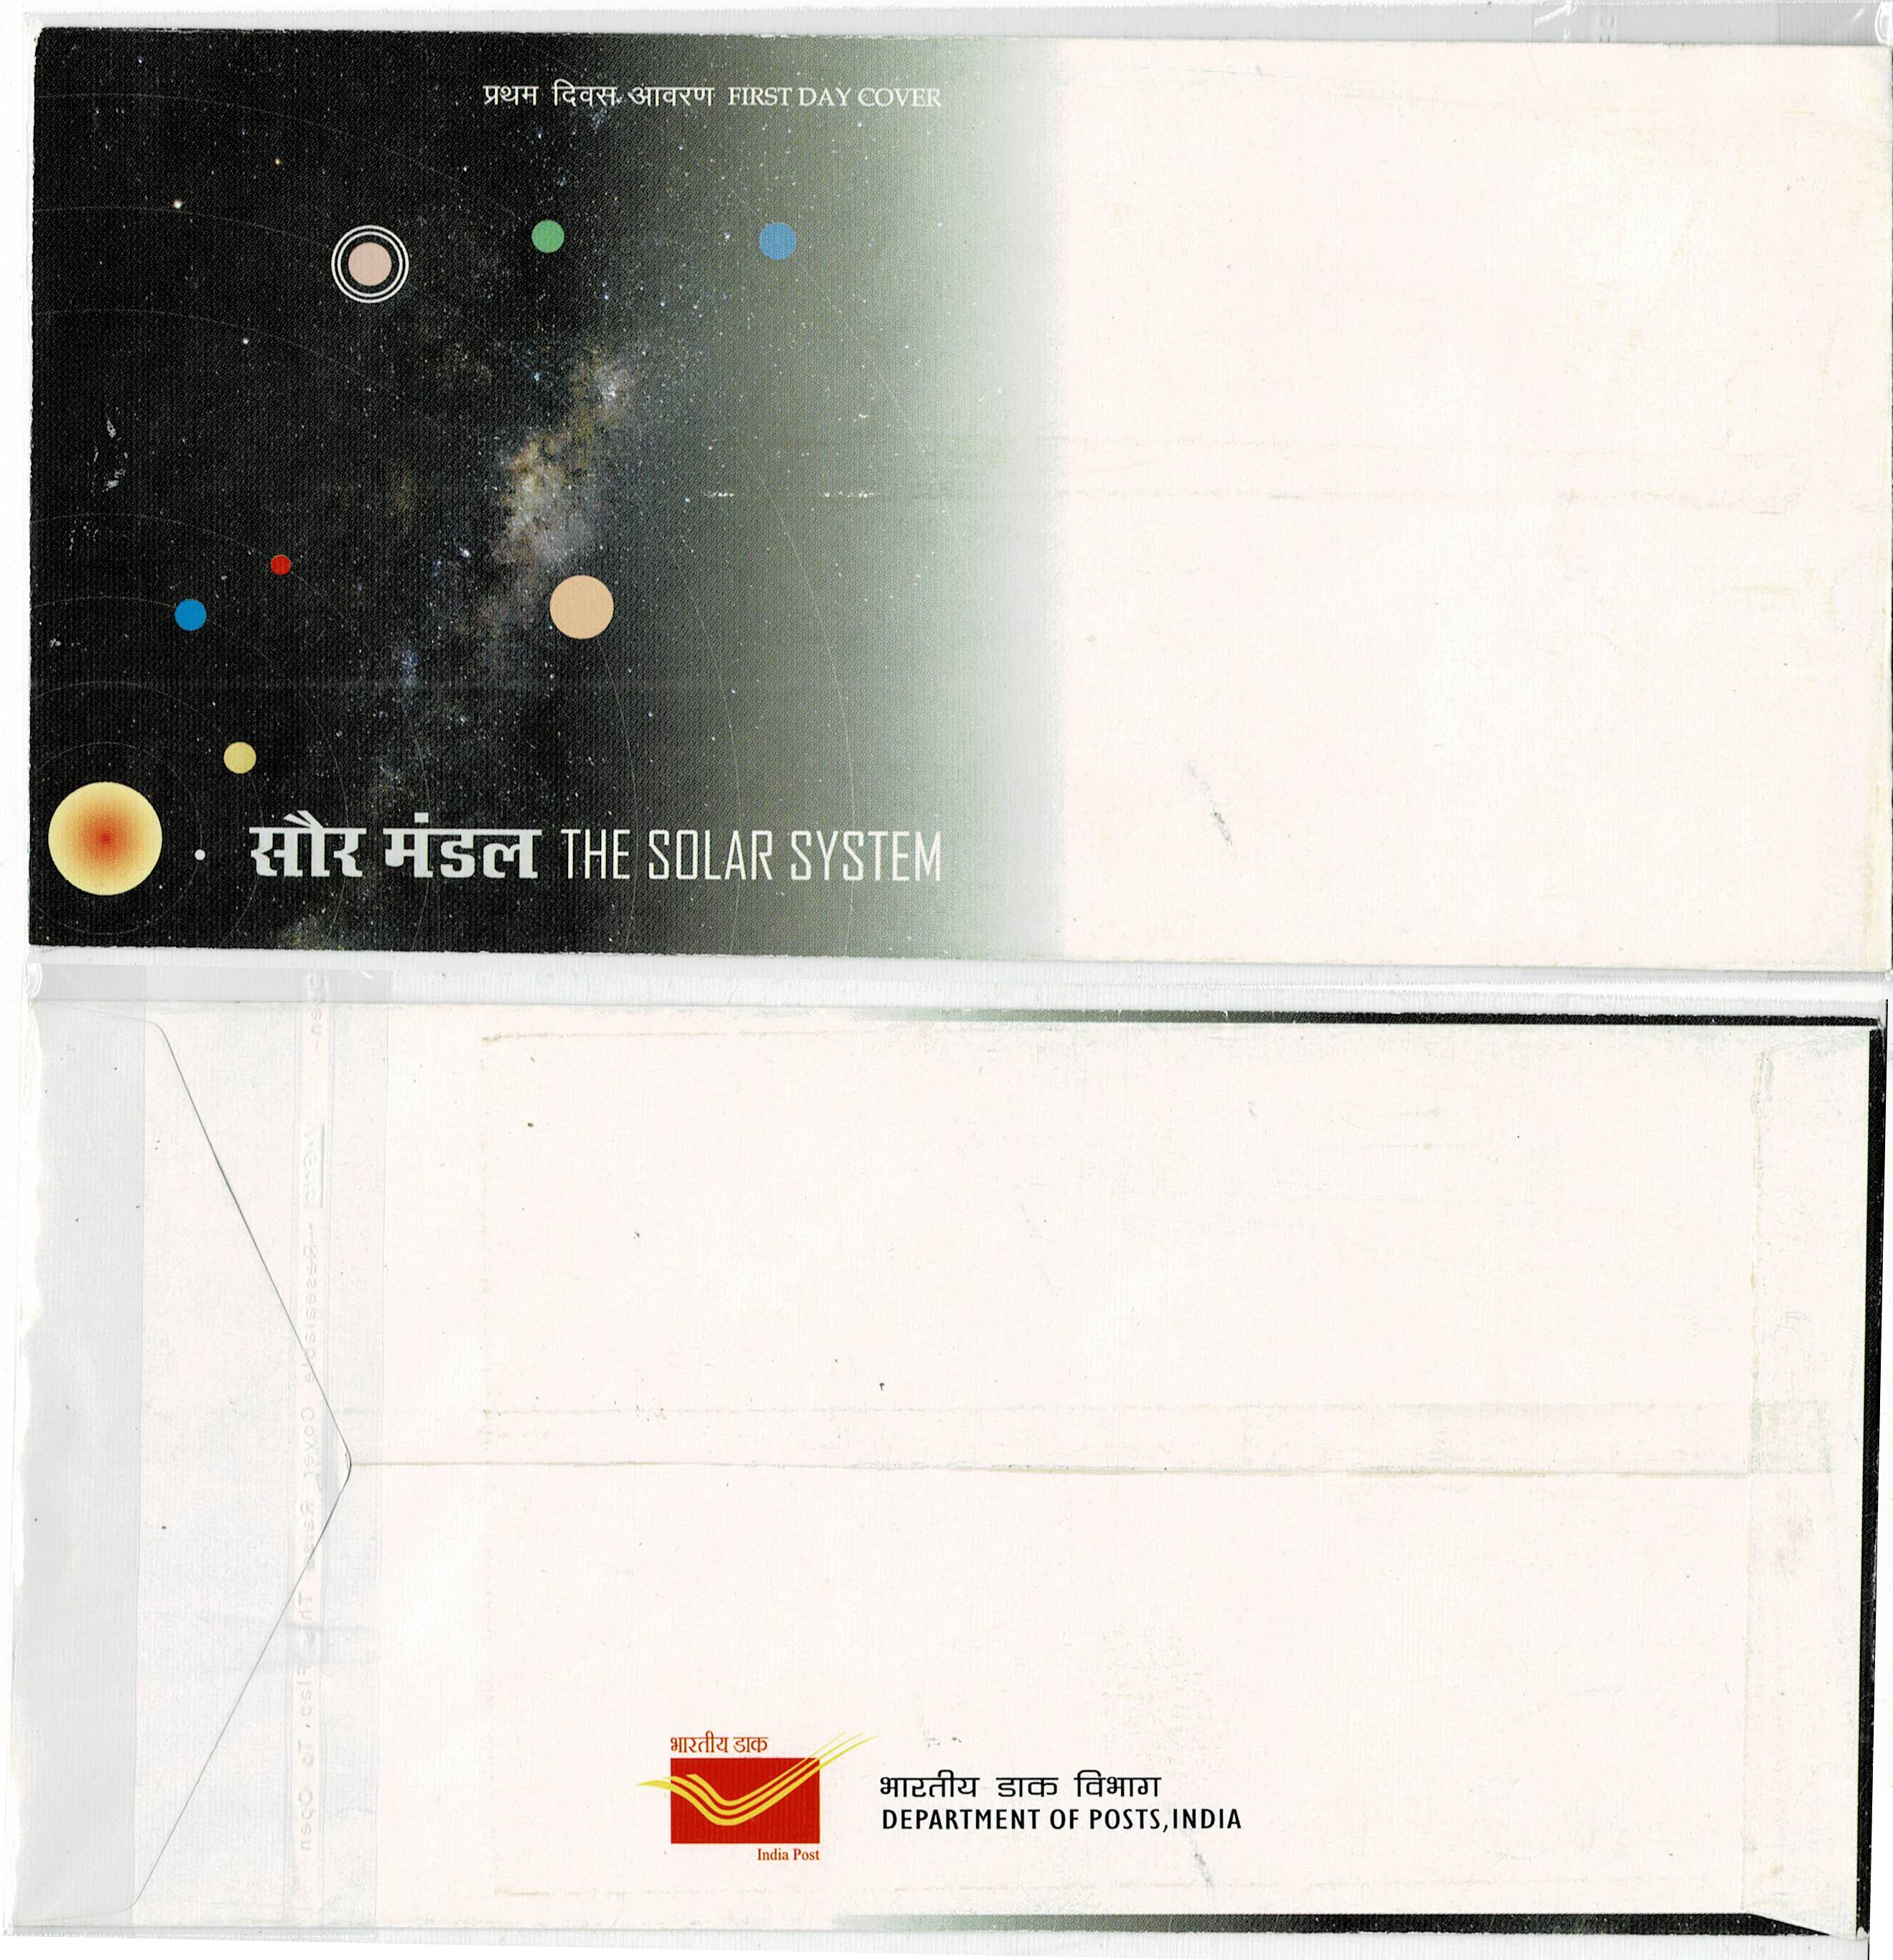 प्रथम दिवस आवरण FIRST DAY COVER
सौर मंडल THE SOLAR SYSTEM
Resealable Cover Raise The Flap, To Open
भारतीय डाक
India Post
भारतीय डाक विभाग
DEPARTMENT OF POSTS, INDIA